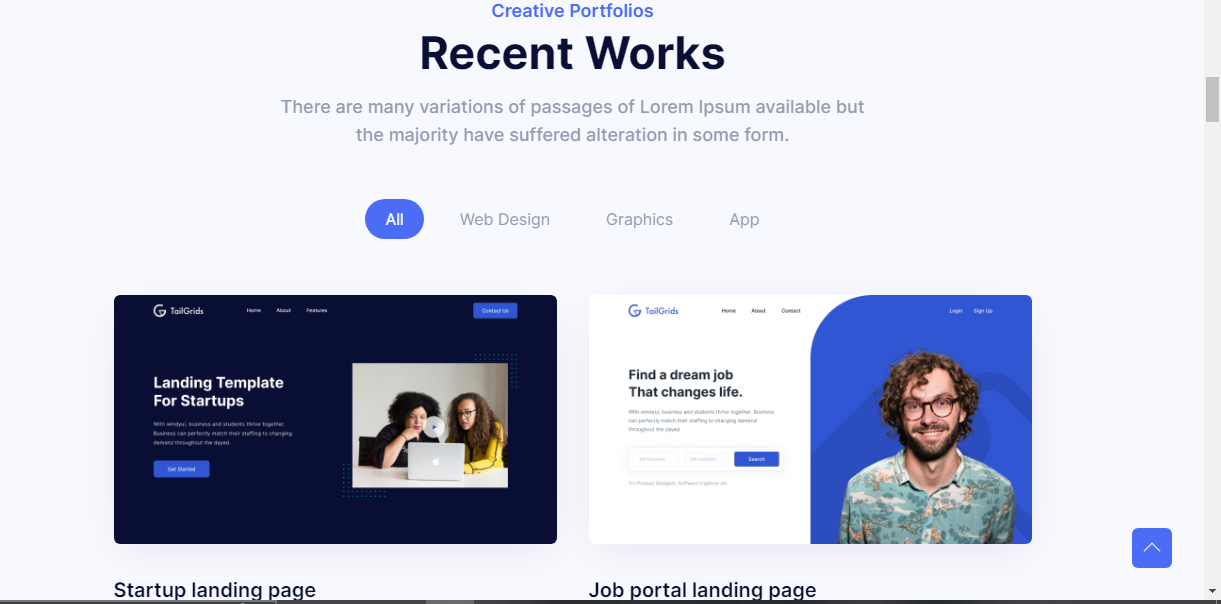 Creative Portfolios
Recent Works
There are many variations of passages of Lorem Ipsum available but
the majority have suffered alteration in some form.
All Web Design Graphics App
TailGrids Home About Features Contact Us
Landing Template
For Startups
With windyui, business and students thrive together.
Business can perfectly match their staffing to changing
demand throughout the dayed.
Get Started
TailGrids Home About Contact Login Sign Up
Find a dream job
That changes life.
With windyui, business and students thrive together. Business
can perfectly match their staffing to changing demand
throughout the dayed.
Job Keyword Job Location Search
Try Product Designer, Software Engineer etc.
Startup landing page
Job portal landing page